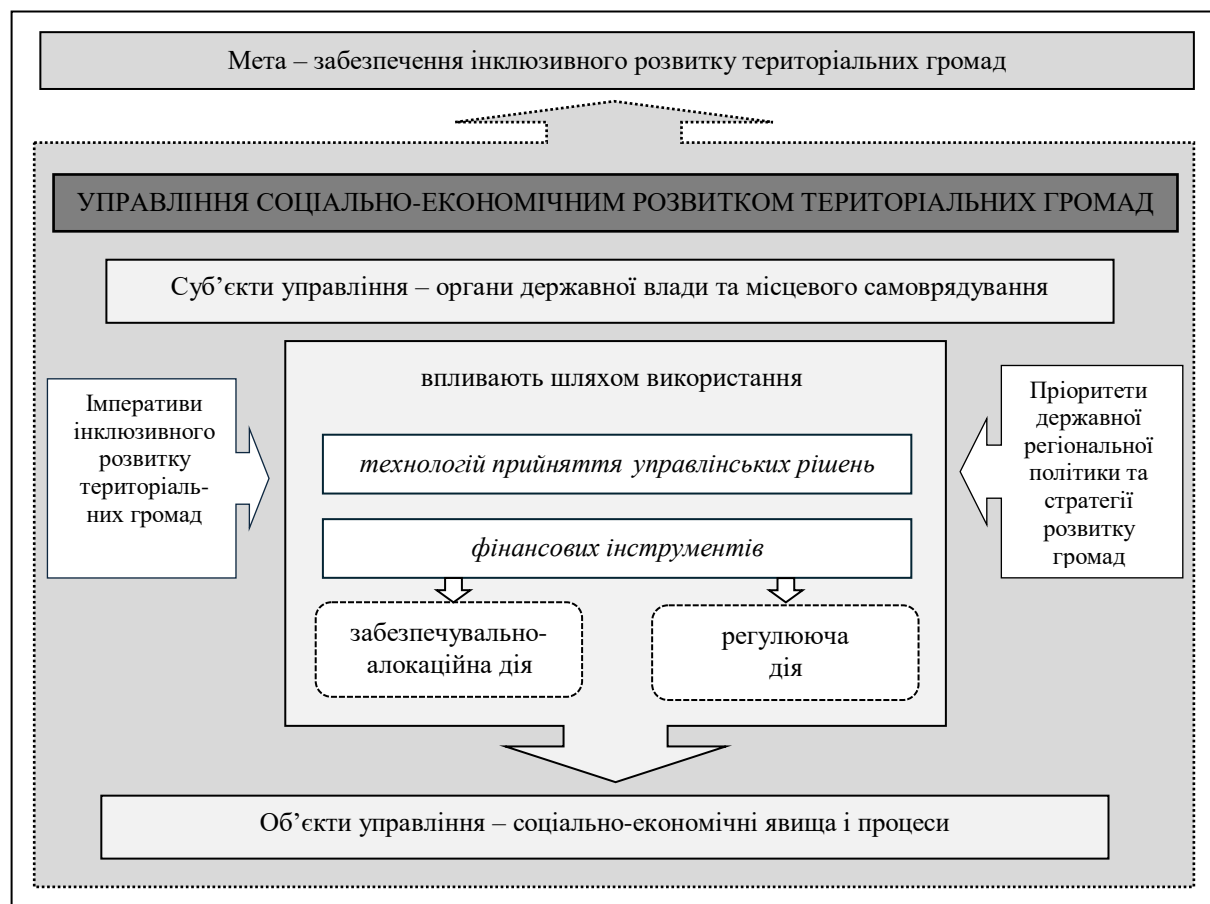 Мета – забезпечення інклюзивного розвитку територіальних громад
УПРАВЛІННЯ СОЦІАЛЬНО-ЕКОНОМІЧНИМ РОЗВИТКОМ ТЕРИТОРІАЛЬНИХ ГРОМАД
Суб’єкти управління – органи державної влади та місцевого самоврядування
Імперативи
інклюзивного
розвитку
територіаль-
них громад
впливають шляхом використання
технологій прийняття управлінських рішень
фінансових інструментів
забезпечувально-
алокаційна дія
регулююча
дія
Пріоритети
державної
регіональної
політики та
стратегії
розвитку
громад
Об’єкти управління – соціально-економічні явища і процеси